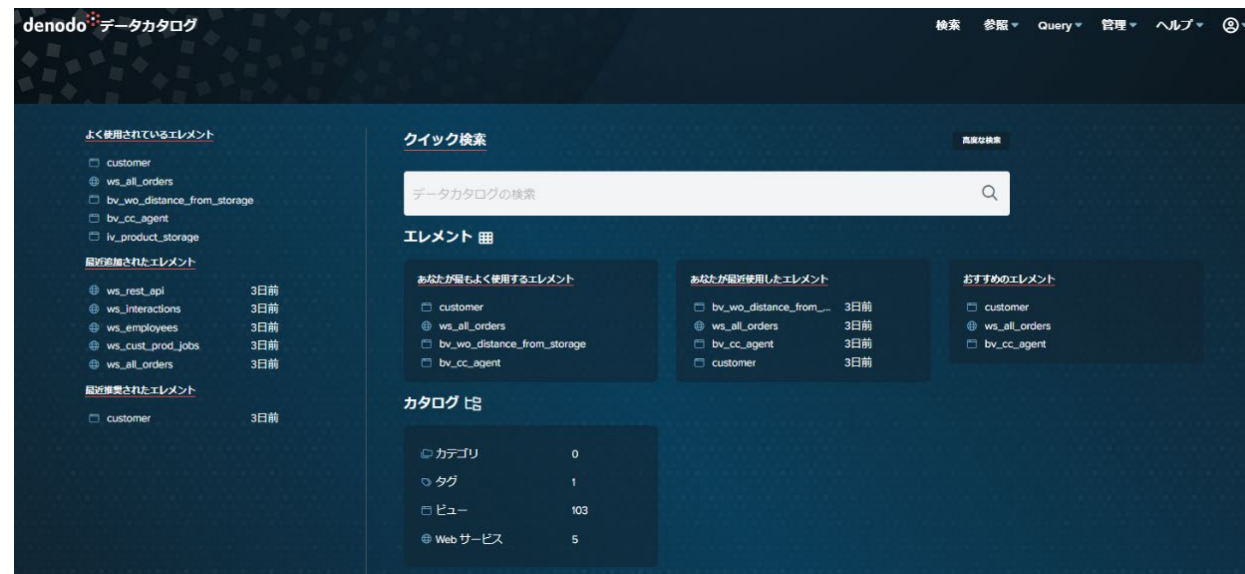 denodo データカタログ
検索 参照 Query 管理 ヘルプ
よく使用されているエレメント
customer
ws_all_orders
bv_wo_distance_from_storage
bv_cc_agent
iv_product_storage
最近追加されたエレメント
ws_rest_api 3日前
ws_interactions 3日前
ws_employees 3日前
ws_cust_prod_jobs 3日前
ws_all_orders 3日前
最近推奨されたエレメント
customer 3日前
クイック検索 高度な検索
データカタログの検索
エレメント
あなたが最もよく使用するエレメント
customer
ws_all_orders
bv_wo_distance_from_storage
bv_cc_agent
あなたが最近使用したエレメント
bv_wo_distance_from_... 3日前
ws_all_orders 3日前
bv_cc_agent 3日前
customer 3日前
おすすめのエレメント
customer
ws_all_orders
bv_cc_agent
カタログ
カテゴリ 0
タグ 1
ビュー 103
Web サービス 5